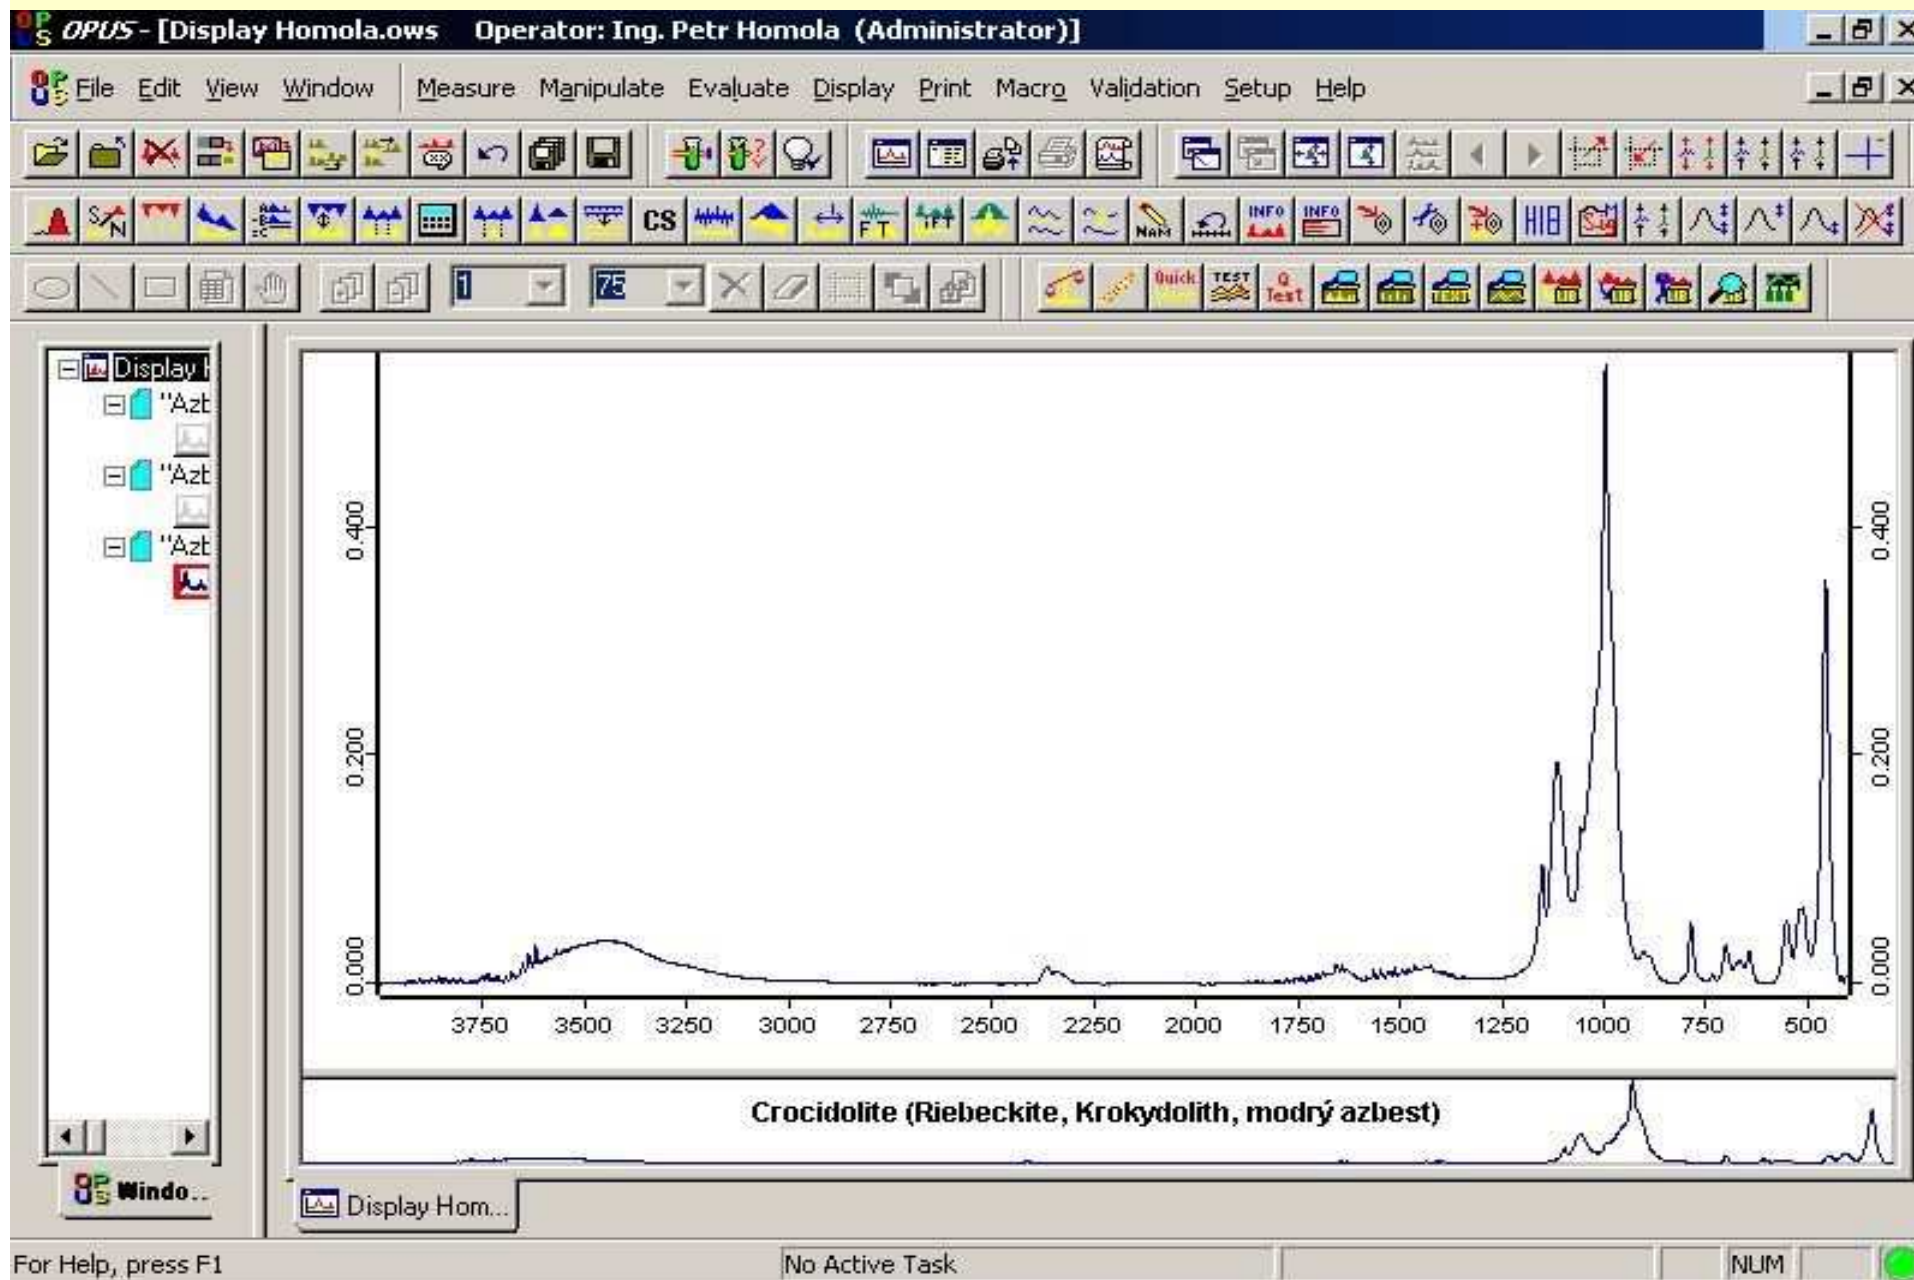 OPUS - [Display Homola.ows Operator: Ing. Petr Homola (Administrator)]
File Edit View Window Measure Manipulate Evaluate Display Print Macro Validation Setup Help
S/N CS FT NAM INFO INFO
1 75 Quick TEST Q Test
Display
"Azb
"Azb
"Azb
0.400 0.400
0.200 0.200
0.000 0.000
3750 3500 3250 3000 2750 2500 2250 2000 1750 1500 1250 1000 750 500
Crocidolite (Riebeckite, Krokydolith, modrý azbest)
Windo..
Display Hom...
For Help, press F1 No Active Task NUM